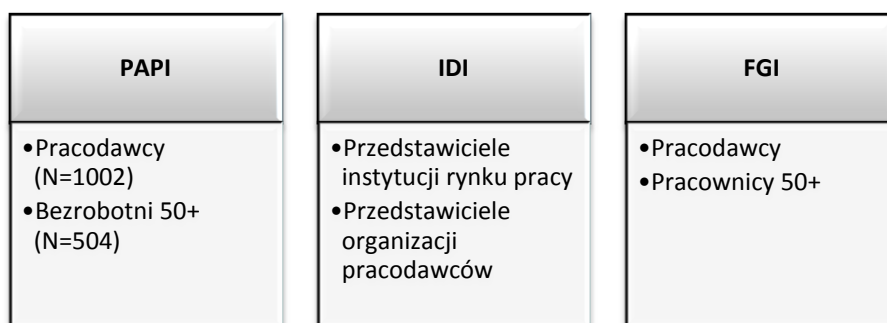 PAPI
•Pracodawcy
(N=1002)
•Bezrobotni 50+
(N=504)
IDI
•Przedstawiciele
instytucji rynku pracy
•Przedstawiciele
organizacji
pracodawców
FGI
•Pracodawcy
•Pracownicy 50+